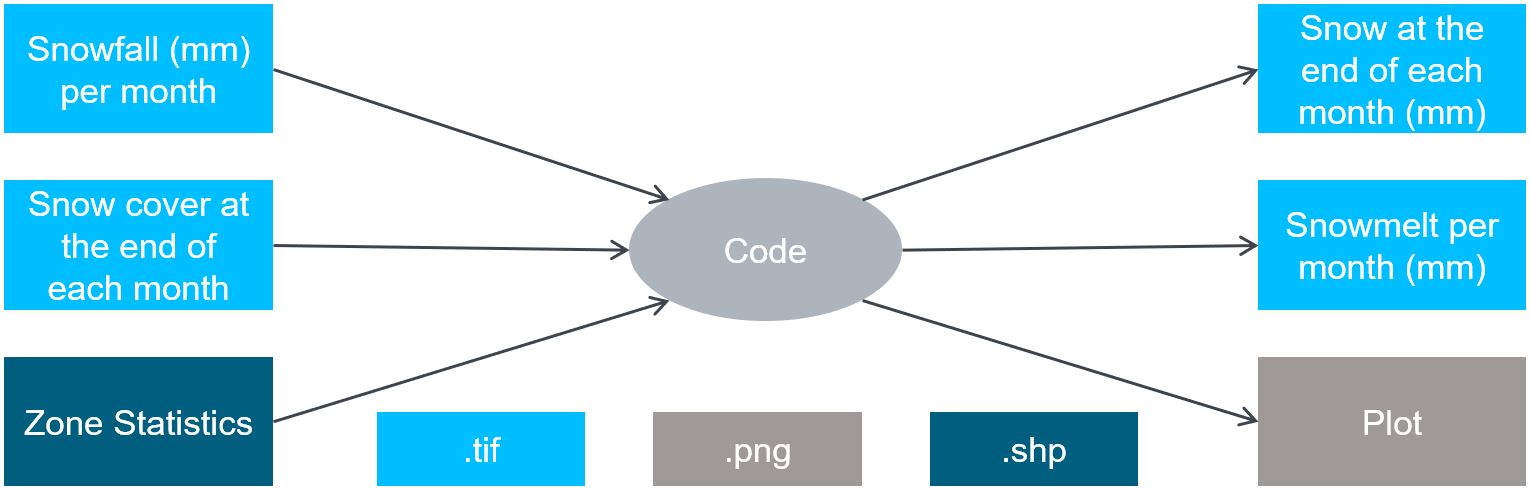 Snowfall (mm)
per month
Snow cover at
the end of
each month
Zone Statistics
Code
Snow at the
end of each
month (mm)
Snowmelt per
month (mm)
Plot
.tif
.png
.shp